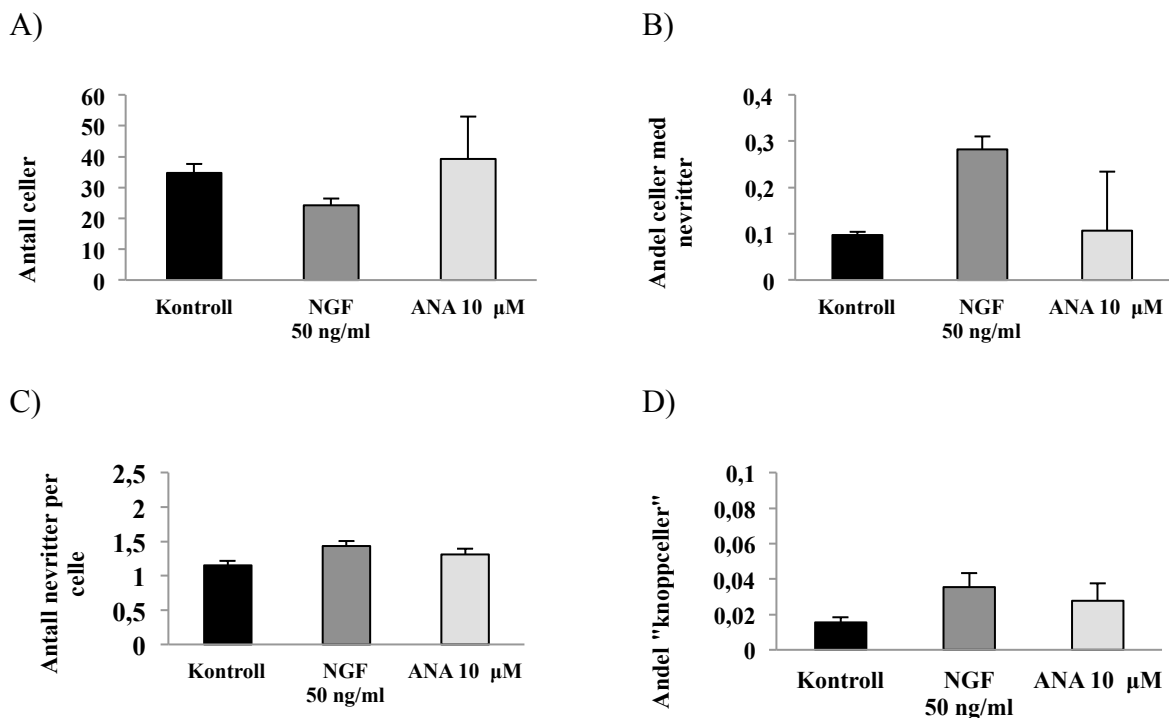 A)
Antall celler
60
50
40
30
20
10
0
Kontroll
NGF
50 ng/ml
ANA 10 µM
B)
Andel celler med
nevritter
0,4
0,3
0,2
0,1
0
Kontroll
NGF
50 ng/ml
ANA 10 µM
C)
Antall nevritter per
celle
2,5
2
1,5
1
0,5
0
Kontroll
NGF
50 ng/ml
ANA 10 µM
D)
Andel "knoppceller"
0,1
0,08
0,06
0,04
0,02
0
Kontroll
NGF
50 ng/ml
ANA 10 µM